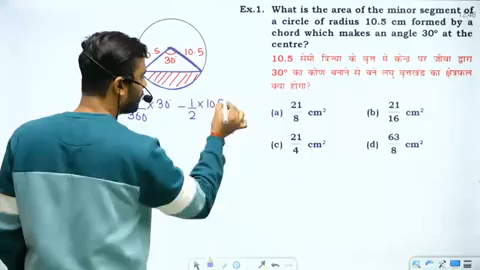 Ex.1. What is the area of the minor segment of
a circle of radius 10.5 cm formed by a
chord which makes an angle 30° at the
centre?
10.5 सेमी त्रिज्या के वृत्त में केन्द्र पर जीवा द्वारा
30° का कोण बनाने से बने लघु वृत्तखंड का क्षेत्रफल
क्या होगा?
(a) 21/8 cm² (b) 21/16 cm²
(c) 21/4 cm² (d) 63/8 cm²
10.5
30
360 × 30 − 1/2 × 10.5